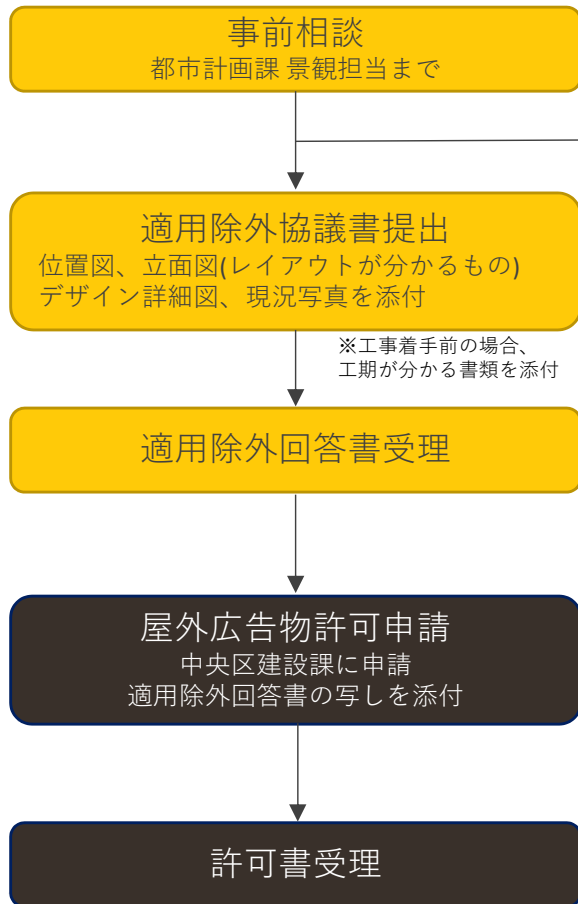 事前相談
都市計画課 景観担当まで
適用除外協議書提出
位置図、立面図(レイアウトが分かるもの)
デザイン詳細図、現況写真を添付
※工事着手前の場合、
工期が分かる書類を添付
適用除外回答書受理
屋外広告物許可申請
中央区建設課に申請
適用除外回答書の写しを添付
許可書受理